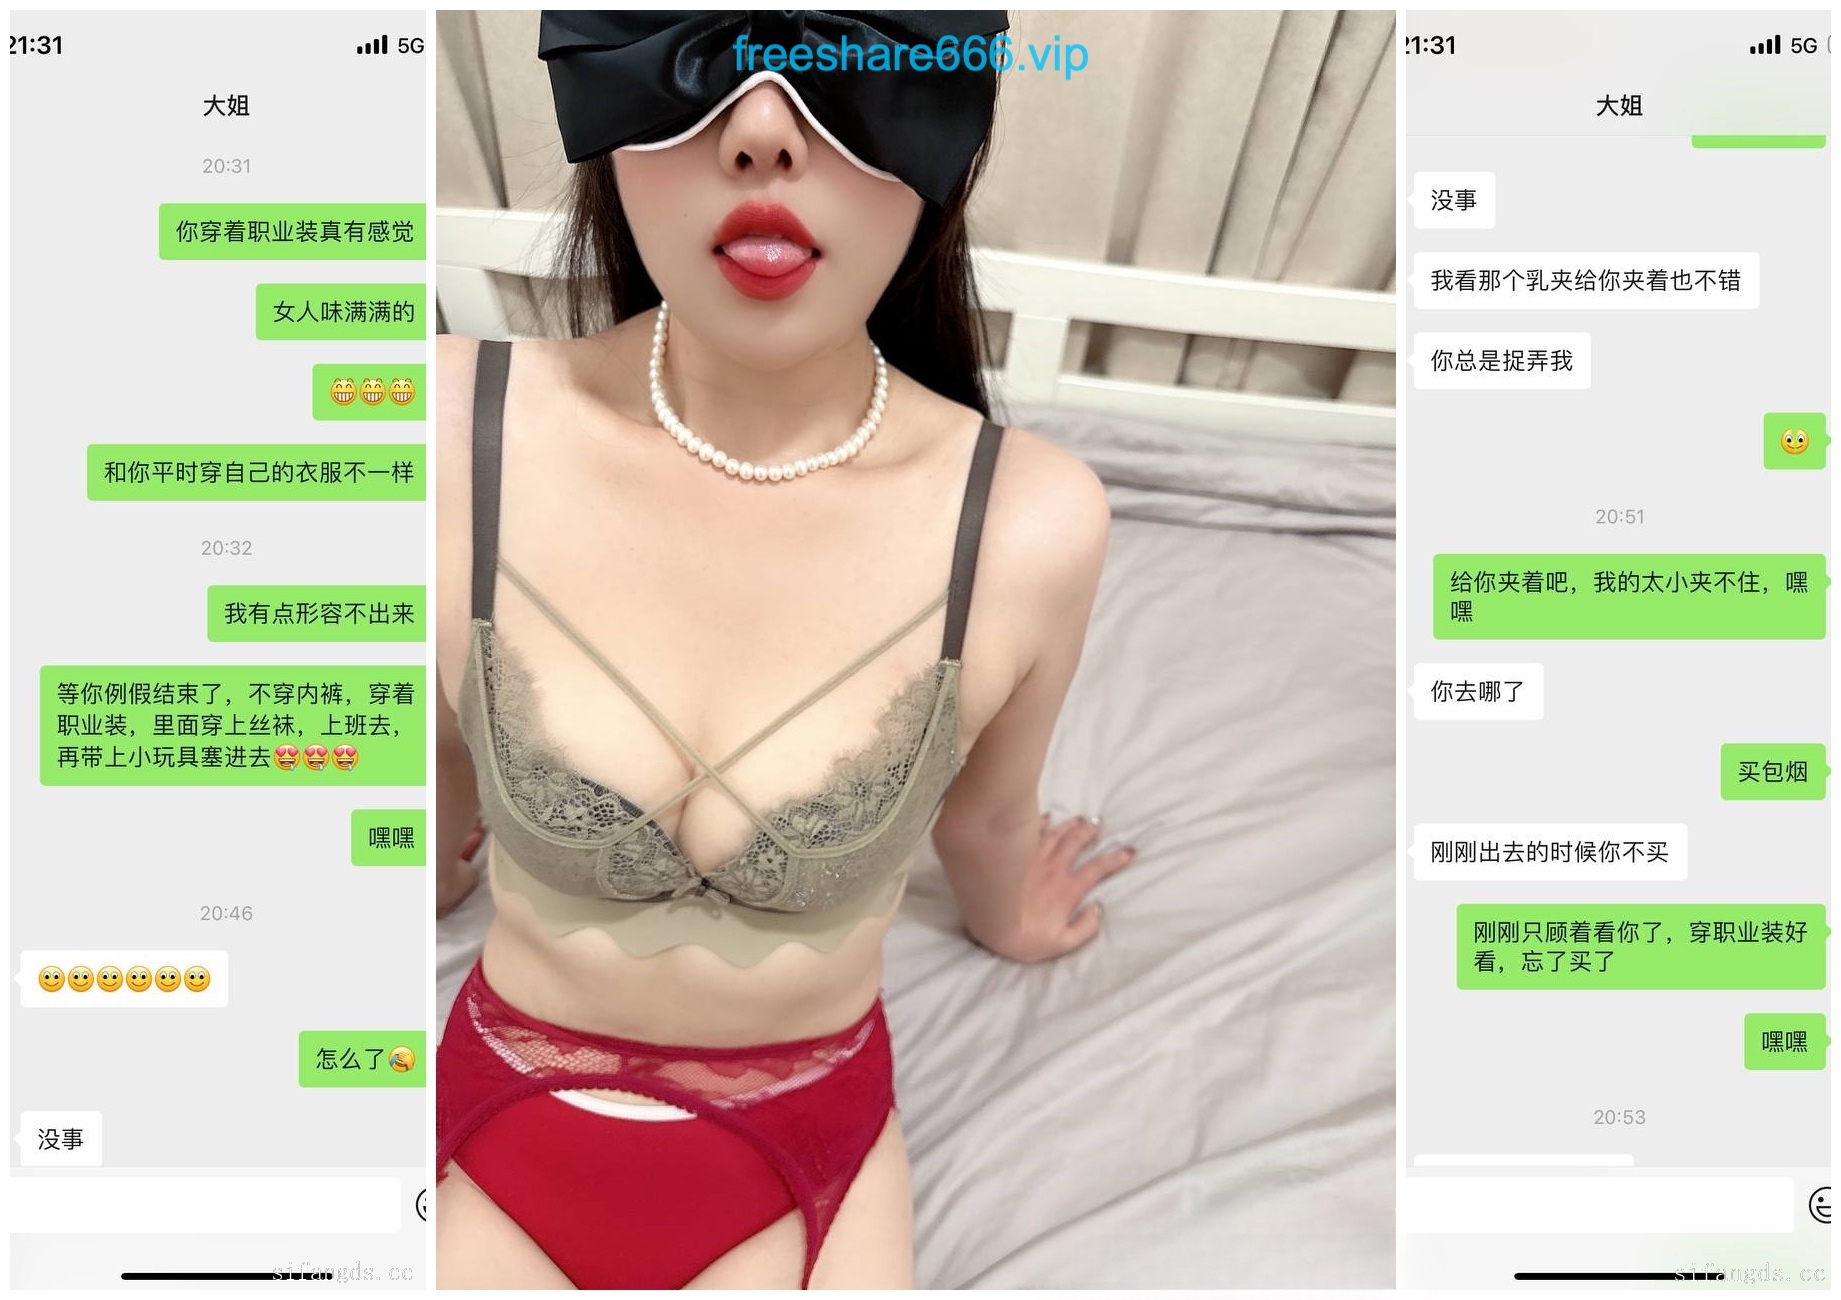 21:31
5G
大姐
20:31
你穿着职业装真有感觉
女人味满满的
和你平时穿自己的衣服不一样
20:32
我有点形容不出来
等你例假结束了，不穿内裤，穿着
职业装，里面穿上丝袜，上班去，
再带上小玩具塞进去
嘿嘿
20:46
怎么了
没事
sifangds.cc
freeshare666.vip
21:31
5G
大姐
没事
我看那个乳夹给你夹着也不错
你总是捉弄我
20:51
给你夹着吧，我的太小夹不住，嘿
嘿
你去哪了
买包烟
刚刚出去的时候你不买
刚刚只顾着看你了，穿职业装好
看，忘了买了
嘿嘿
20:53
sifangds.cc